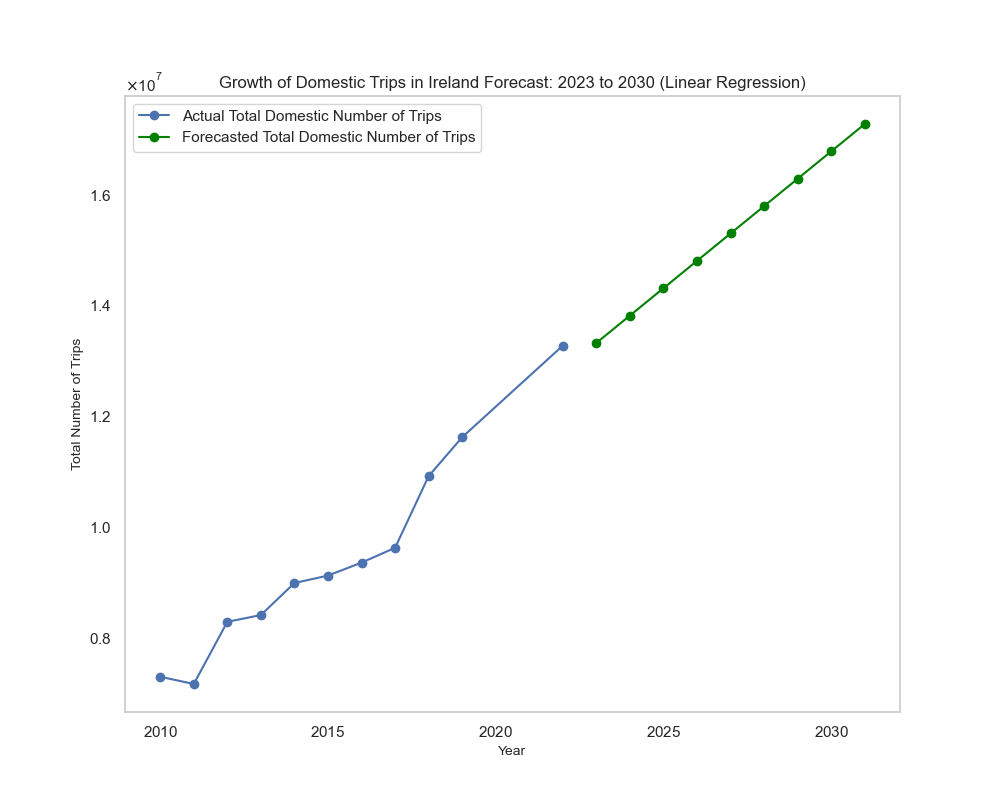 ×10⁷
Growth of Domestic Trips in Ireland Forecast: 2023 to 2030 (Linear Regression)
Actual Total Domestic Number of Trips
Forecasted Total Domestic Number of Trips
1.6
1.4
1.2
1.0
0.8
Total Number of Trips
2010 2015 2020 2025 2030
Year